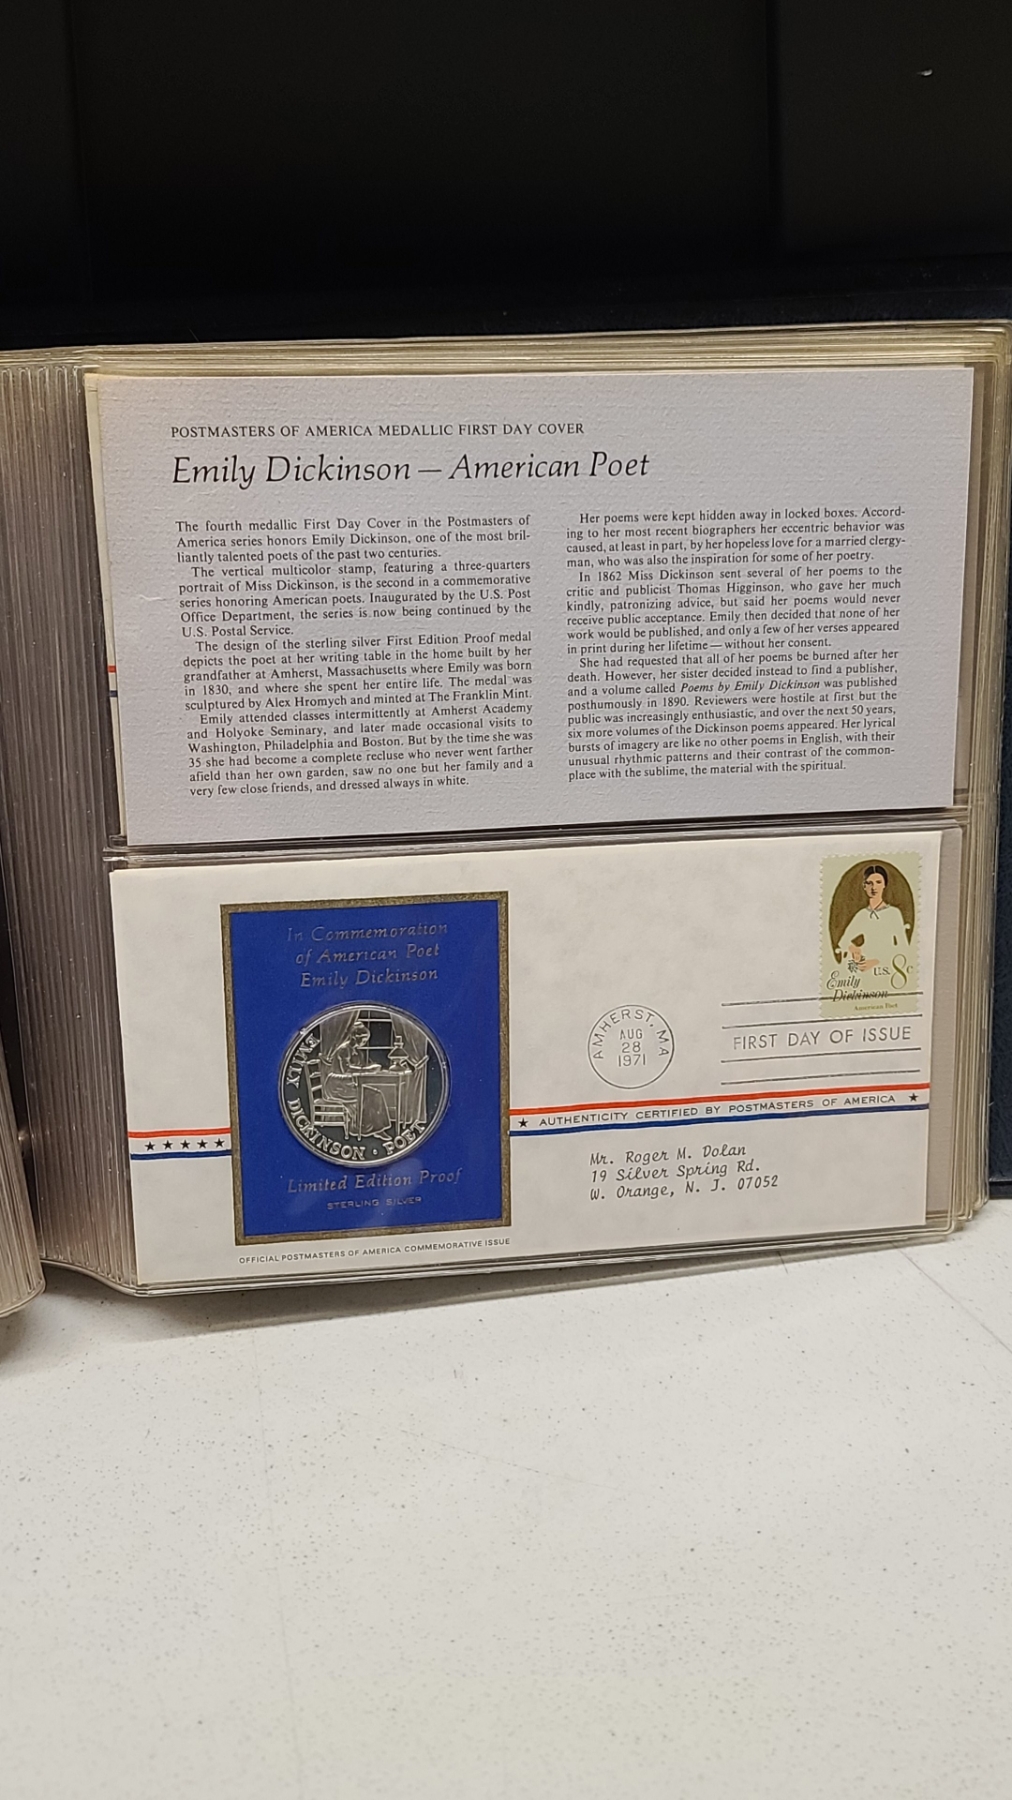 POSTMASTERS OF AMERICA MEDALLIC FIRST DAY COVER
Emily Dickinson — American Poet
The fourth medallic First Day Cover in the Postmasters of
America series honors Emily Dickinson, one of the most bril-
liantly talented poets of the past two centuries.
The vertical multicolor stamp, featuring a three-quarters
portrait of Miss Dickinson, is the second in a commemorative
series honoring American poets. Inaugurated by the U.S. Post
Office Department, the series is now being continued by the
U.S. Postal Service.
The design of the sterling silver First Edition Proof medal
depicts the poet at her writing table in the home built by her
grandfather at Amherst, Massachusetts where Emily was born
in 1830, and where she spent her entire life. The medal was
sculptured by Alex Hromych and minted at The Franklin Mint.
Emily attended classes intermittently at Amherst Academy
and Holyoke Seminary, and later made occasional visits to
Washington, Philadelphia and Boston. But by the time she was
35 she had become a complete recluse who never went farther
afield than her own garden, saw no one but her family and a
very few close friends, and dressed always in white.
Her poems were kept hidden away in locked boxes. Accord-
ing to her most recent biographers her eccentric behavior was
caused, at least in part, by her hopeless love for a married clergy-
man, who was also the inspiration for some of her poetry.
In 1862 Miss Dickinson sent several of her poems to the
critic and publicist Thomas Higginson, who gave her much
kindly, patronizing advice, but said her poems would never
receive public acceptance. Emily then decided that none of her
work would be published, and only a few of her verses appeared
in print during her lifetime — without her consent.
She had requested that all of her poems be burned after her
death. However, her sister decided instead to find a publisher,
and a volume called Poems by Emily Dickinson was published
posthumously in 1890. Reviewers were hostile at first but the
public was increasingly enthusiastic, and over the next 50 years,
six more volumes of the Dickinson poems appeared. Her lyrical
bursts of imagery are like no other poems in English, with their
unusual rhythmic patterns and their contrast of the common-
place with the sublime, the material with the spiritual.
In Commemoration
of American Poet
Emily Dickinson
EMILY DICKINSON · POET
Limited Edition Proof
STERLING SILVER
OFFICIAL POSTMASTERS OF AMERICA COMMEMORATIVE ISSUE
U.S. 8c
Emily
Dickinson
American Poet
AMHERST, MA
AUG
28
1971
FIRST DAY OF ISSUE
★ ★ ★ ★ ★
★ AUTHENTICITY CERTIFIED BY POSTMASTERS OF AMERICA ★
Mr. Roger M. Dolan
19 Silver Spring Rd.
W. Orange, N. J. 07052